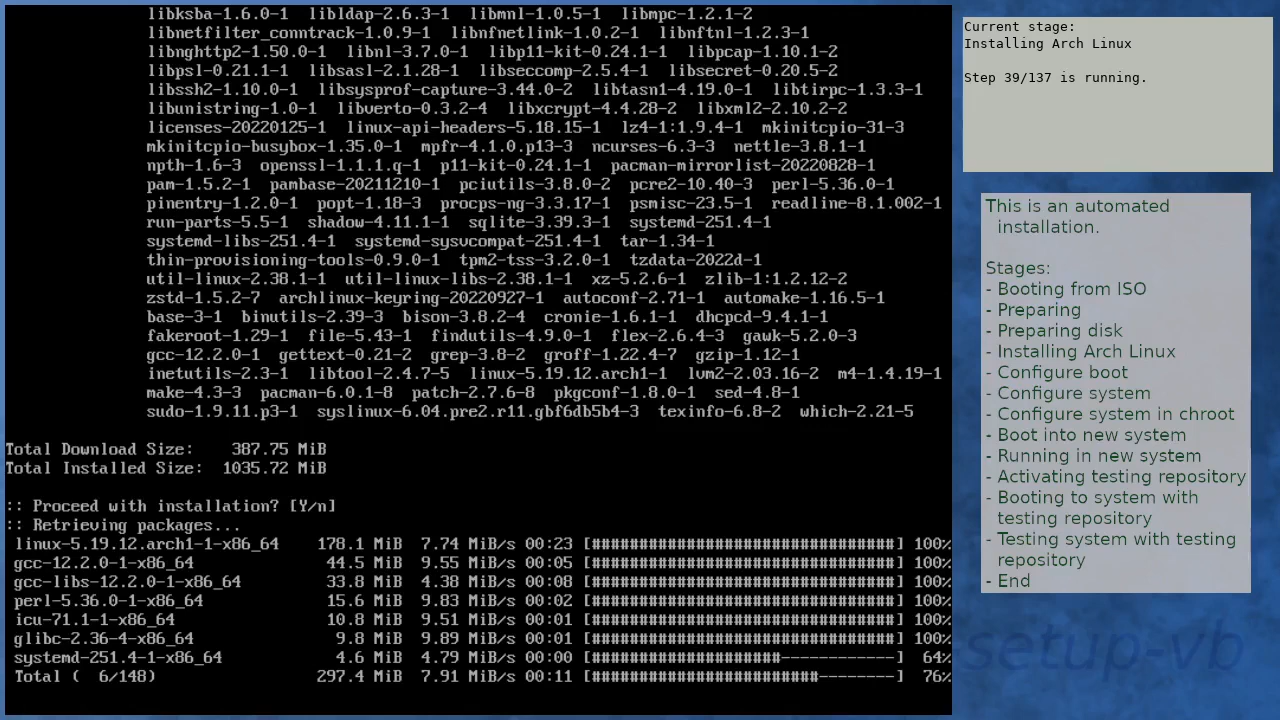 libksba-1.6.0-1  libldap-2.6.3-1  libmnl-1.0.5-1  libmpc-1.2.1-2
libnetfilter_conntrack-1.0.9-1  libnfnetlink-1.0.2-1  libnftnl-1.2.3-1
libnghttp2-1.50.0-1  libnl-3.7.0-1  libp11-kit-0.24.1-1  libpcap-1.10.1-2
libpsl-0.21.1-1  libsasl-2.1.28-1  libseccomp-2.5.4-1  libsecret-0.20.5-2
libssh2-1.10.0-1  libsysprof-capture-3.44.0-2  libtasn1-4.19.0-1  libtirpc-1.3.3-1
libunistring-1.0-1  libverto-0.3.2-4  libxcrypt-4.4.28-2  libxml2-2.10.2-2
licenses-20220125-1  linux-api-headers-5.18.15-1  lz4-1:1.9.4-1  mkinitcpio-31-3
mkinitcpio-busybox-1.35.0-1  mpfr-4.1.0.p13-3  ncurses-6.3-3  nettle-3.8.1-1
npth-1.6-3  openssl-1.1.1.q-1  p11-kit-0.24.1-1  pacman-mirrorlist-20220828-1
pam-1.5.2-1  pambase-20211210-1  pciutils-3.8.0-2  pcre2-10.40-3  perl-5.36.0-1
pinentry-1.2.0-1  popt-1.18-3  procps-ng-3.3.17-1  psmisc-23.5-1  readline-8.1.002-1
run-parts-5.5-1  shadow-4.11.1-1  sqlite-3.39.3-1  systemd-251.4-1
systemd-libs-251.4-1  systemd-sysvcompat-251.4-1  tar-1.34-1
thin-provisioning-tools-0.9.0-1  tpm2-tss-3.2.0-1  tzdata-2022d-1
util-linux-2.38.1-1  util-linux-libs-2.38.1-1  xz-5.2.6-1  zlib-1:1.2.12-2
zstd-1.5.2-7  archlinux-keyring-20220927-1  autoconf-2.71-1  automake-1.16.5-1
base-3-1  binutils-2.39-3  bison-3.8.2-4  cronie-1.6.1-1  dhcpcd-9.4.1-1
fakeroot-1.29-1  file-5.43-1  findutils-4.9.0-1  flex-2.6.4-3  gawk-5.2.0-3
gcc-12.2.0-1  gettext-0.21-2  grep-3.8-2  groff-1.22.4-7  gzip-1.12-1
inetutils-2.3-1  libtool-2.4.7-5  linux-5.19.12.arch1-1  lvm2-2.03.16-2  m4-1.4.19-1
make-4.3-3  pacman-6.0.1-8  patch-2.7.6-8  pkgconf-1.8.0-1  sed-4.8-1
sudo-1.9.11.p3-1  syslinux-6.04.pre2.r11.gbf6db5b4-3  texinfo-6.8-2  which-2.21-5
Total Download Size:    387.75 MiB
Total Installed Size:  1035.72 MiB
:: Proceed with installation? [Y/n]
:: Retrieving packages...
linux-5.19.12.arch1-1-x86_64    178.1 MiB  7.74 MiB/s 00:23 [################################] 100%
gcc-12.2.0-1-x86_64    44.5 MiB  9.55 MiB/s 00:05 [################################] 100%
gcc-libs-12.2.0-1-x86_64    33.8 MiB  4.38 MiB/s 00:08 [################################] 100%
perl-5.36.0-1-x86_64    15.6 MiB  9.83 MiB/s 00:02 [################################] 100%
icu-71.1-1-x86_64    10.8 MiB  9.51 MiB/s 00:01 [################################] 100%
glibc-2.36-4-x86_64    9.8 MiB  9.89 MiB/s 00:01 [################################] 100%
systemd-251.4-1-x86_64    4.6 MiB  4.79 MiB/s 00:00 [####################------------]  64%
Total (  6/148)    297.4 MiB  7.91 MiB/s 00:11 [########################--------]  76%
Current stage:
Installing Arch Linux
Step 39/137 is running.
This is an automated
installation.
Stages:
- Booting from ISO
- Preparing
- Preparing disk
- Installing Arch Linux
- Configure boot
- Configure system
- Configure system in chroot
- Boot into new system
- Running in new system
- Activating testing repository
- Booting to system with
testing repository
- Testing system with testing
repository
- End
setup-vb